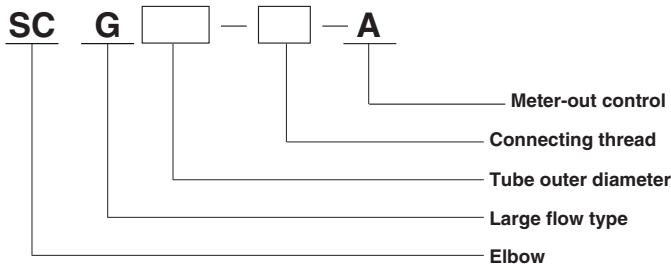 SC G — — A
Meter-out control
Connecting thread
Tube outer diameter
Large flow type
Elbow